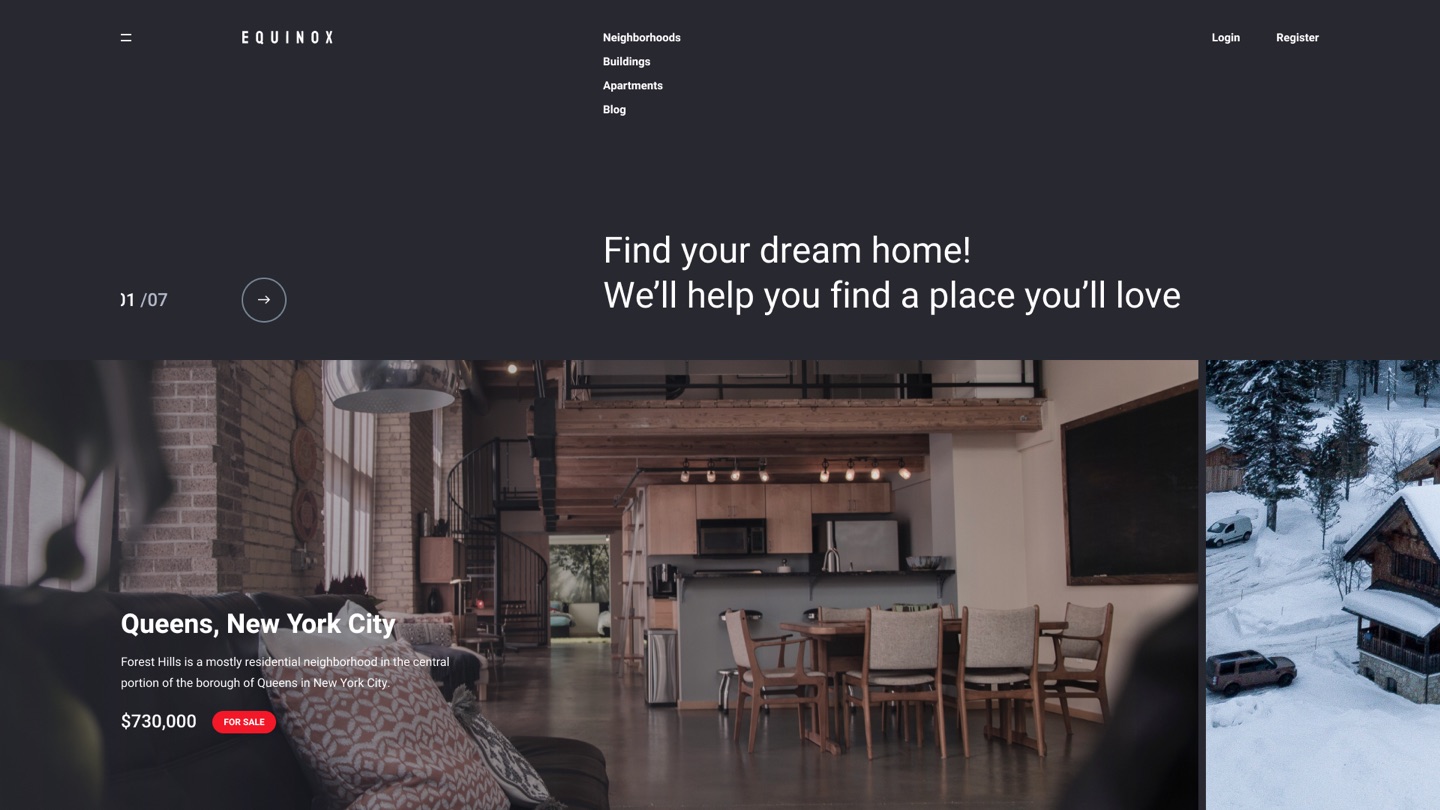 EQUINOX
Neighborhoods
Buildings
Apartments
Blog
Login
Register
01 /07
Find your dream home!
We’ll help you find a place you’ll love
Queens, New York City
Forest Hills is a mostly residential neighborhood in the central
portion of the borough of Queens in New York City.
$730,000
FOR SALE